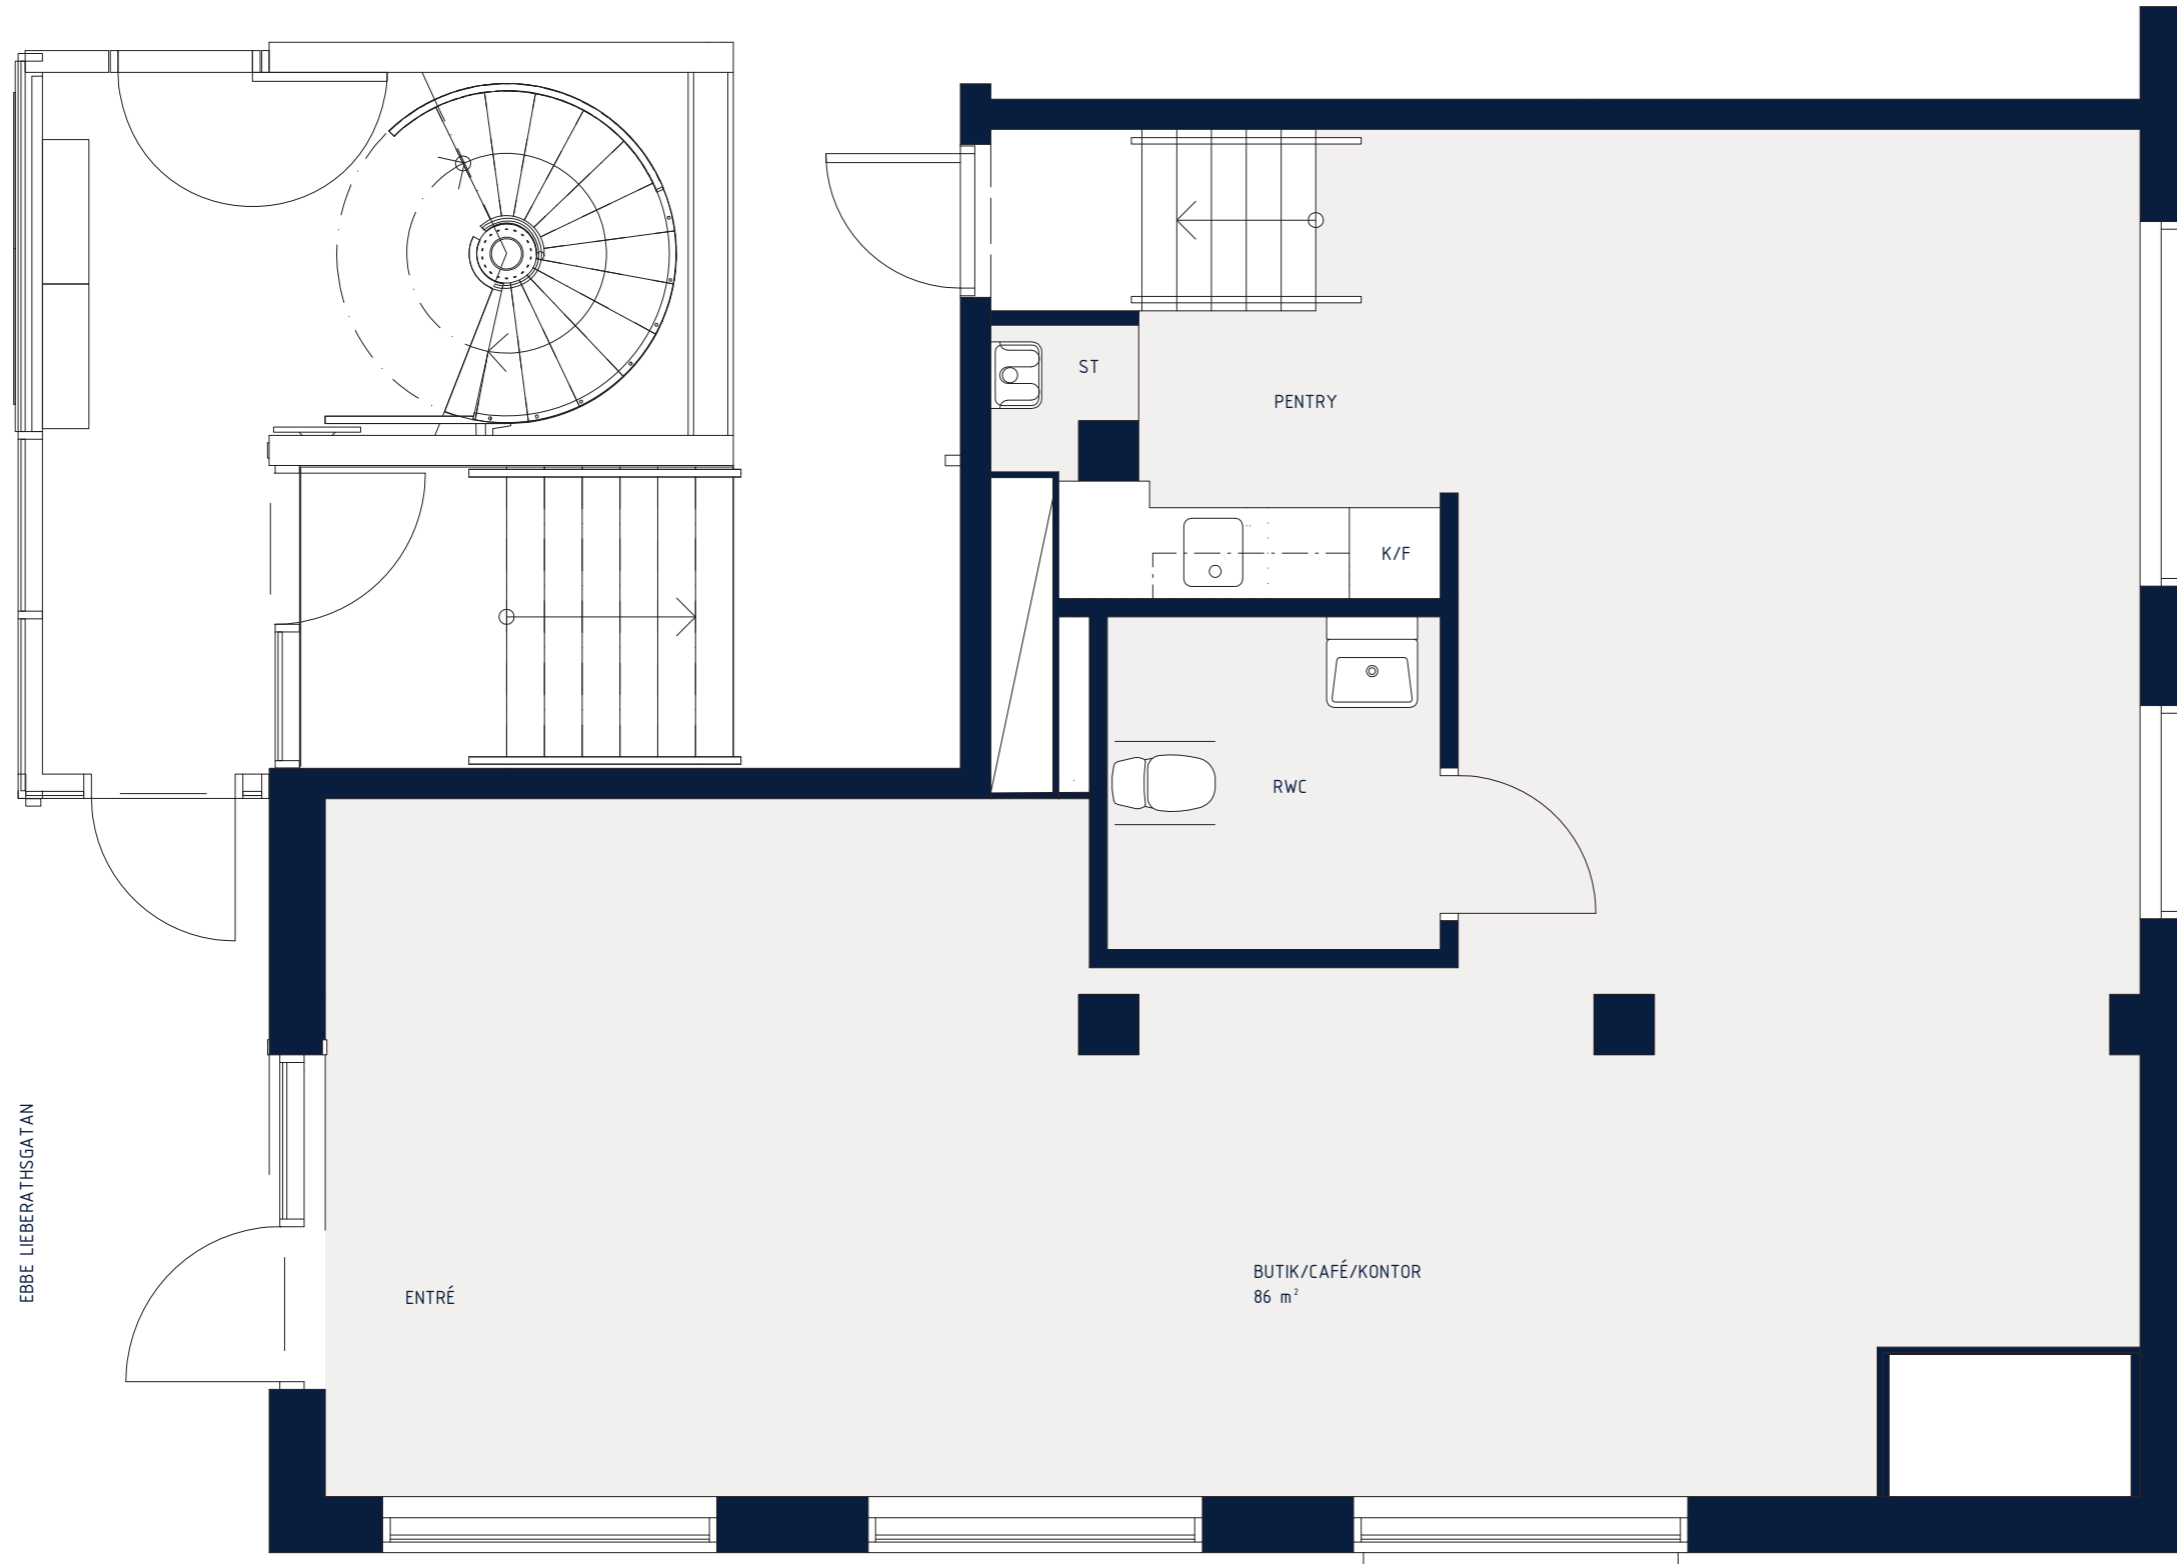 ST
PENTRY
K/F
RWC
EBBE LIEBERATHSGATAN
ENTRÉ
BUTIK/CAFÉ/KONTOR
86 m²